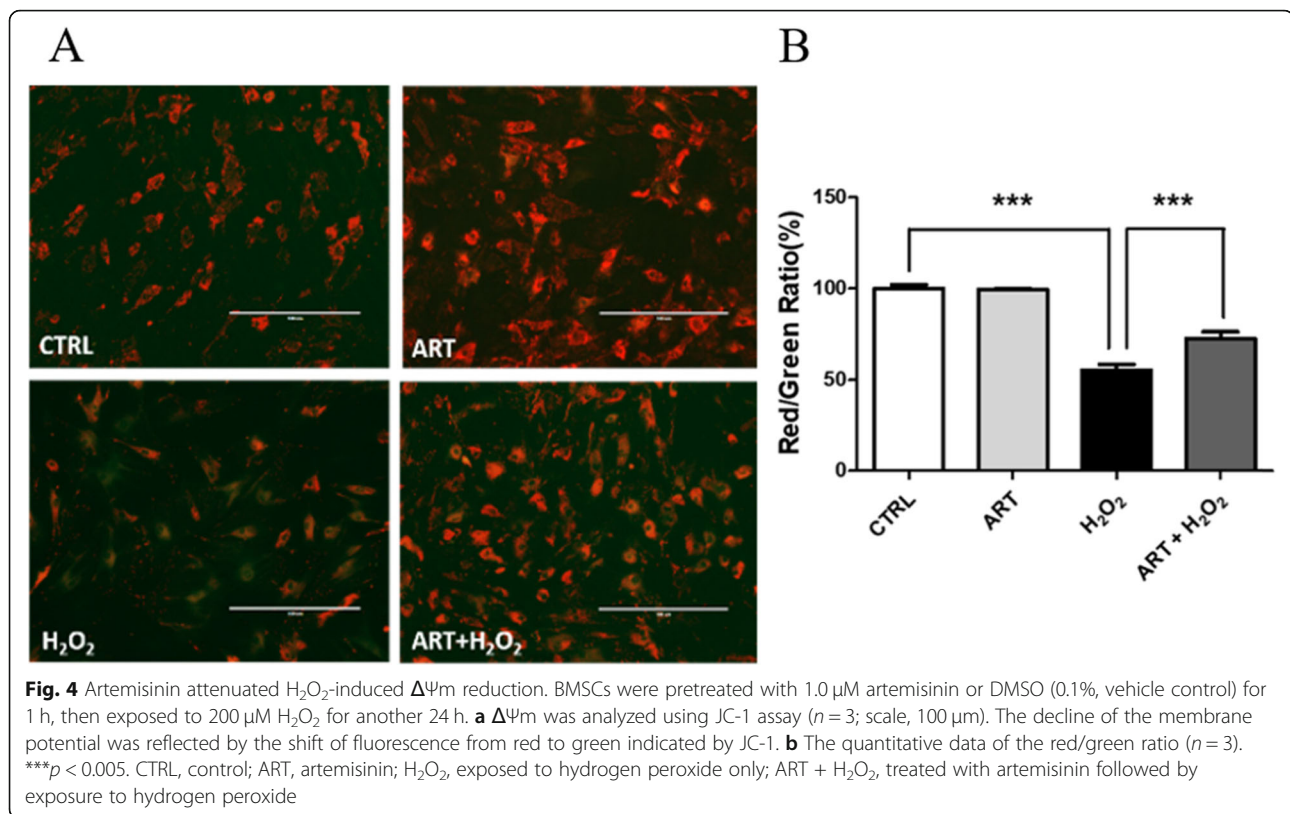 A
B
CTRL
ART
H₂O₂
ART+H₂O₂
Red/Green Ratio(%)
150
100
50
0
***
***
CTRL
ART
H₂O₂
ART + H₂O₂
Fig. 4 Artemisinin attenuated H₂O₂-induced ΔΨm reduction. BMSCs were pretreated with 1.0 μM artemisinin or DMSO (0.1%, vehicle control) for
1 h, then exposed to 200 μM H₂O₂ for another 24 h. a ΔΨm was analyzed using JC-1 assay (n = 3; scale, 100 μm). The decline of the membrane
potential was reflected by the shift of fluorescence from red to green indicated by JC-1. b The quantitative data of the red/green ratio (n = 3).
***p < 0.005. CTRL, control; ART, artemisinin; H₂O₂, exposed to hydrogen peroxide only; ART + H₂O₂, treated with artemisinin followed by
exposure to hydrogen peroxide